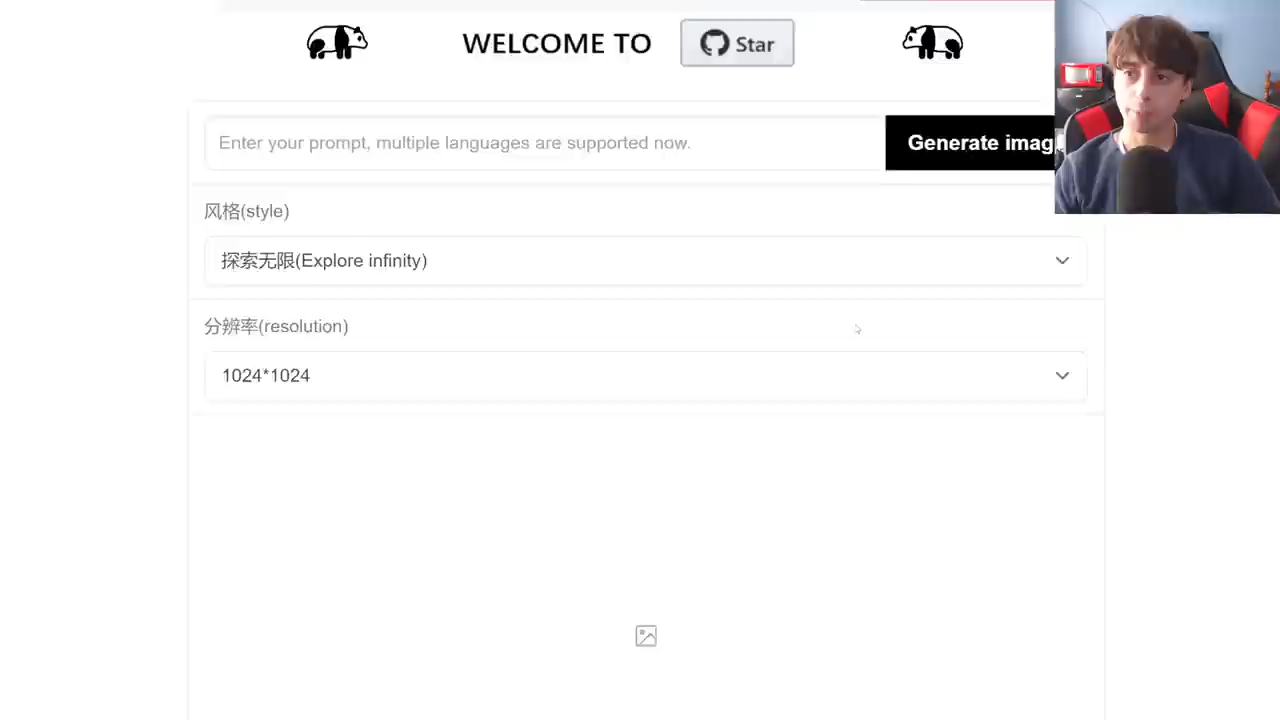 WELCOME TO Star
Enter your prompt, multiple languages are supported now.
Generate imag
风格(style)
探索无限(Explore infinity)
分辨率(resolution)
1024*1024